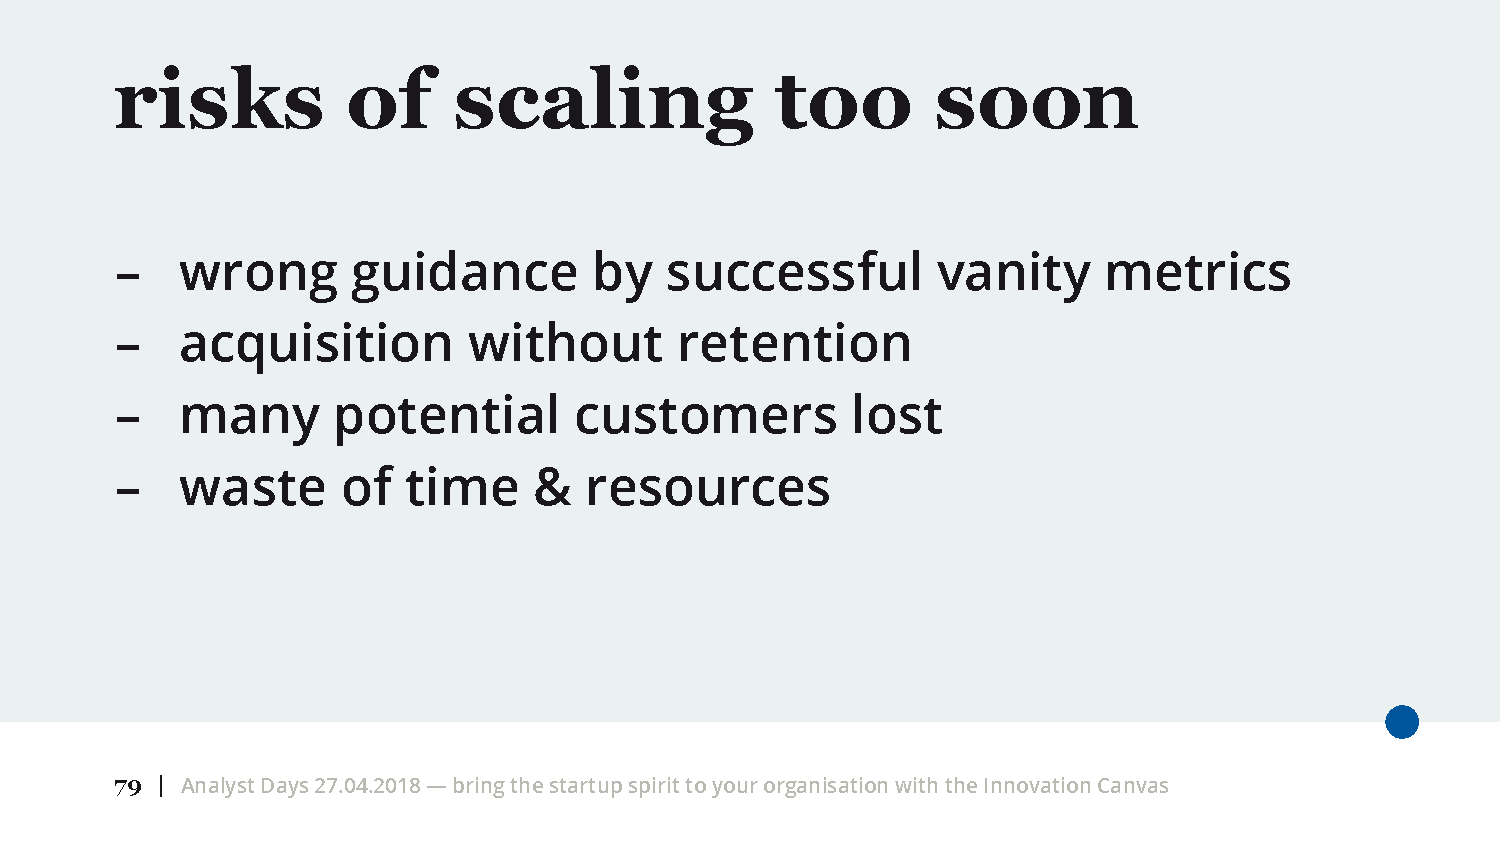 risks of scaling too soon
– wrong guidance by successful vanity metrics
– acquisition without retention
– many potential customers lost
– waste of time & resources
79 | Analyst Days 27.04.2018 — bring the startup spirit to your organisation with the Innovation Canvas